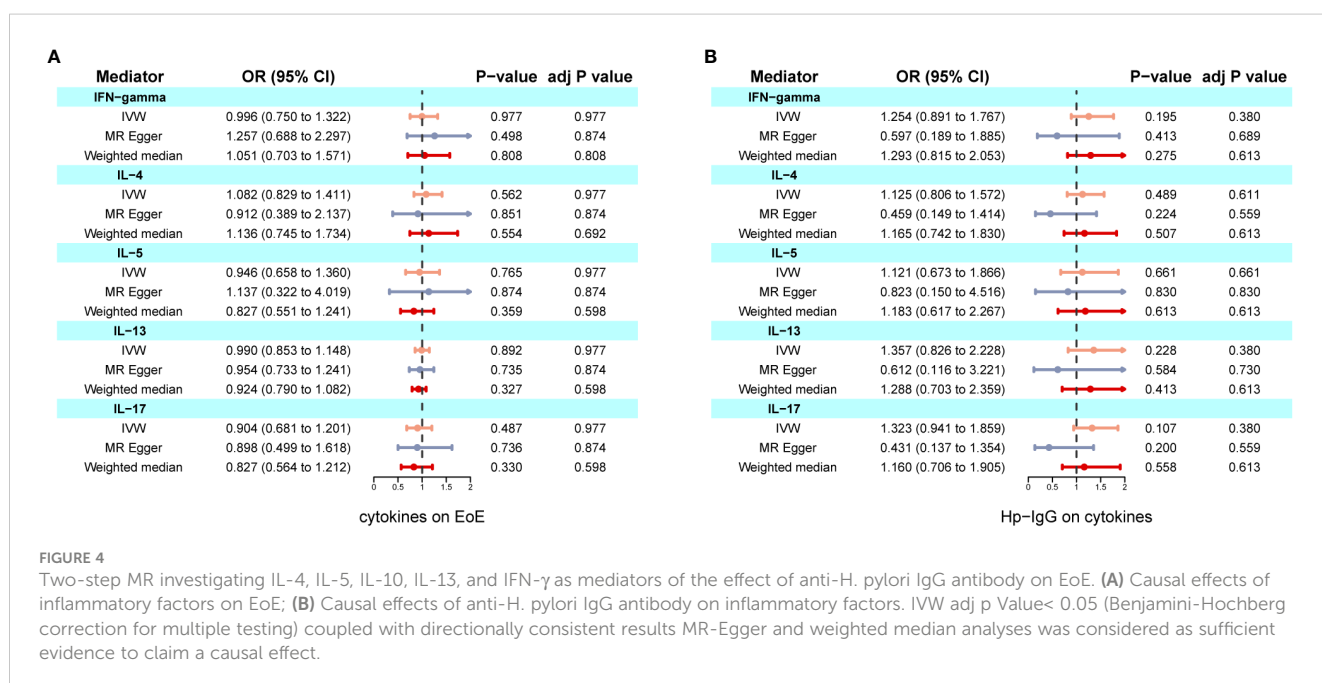 A
Mediator OR (95% CI) P−value adj P value
IFN−gamma
IVW 0.996 (0.750 to 1.322) 0.977 0.977
MR Egger 1.257 (0.688 to 2.297) 0.498 0.874
Weighted median 1.051 (0.703 to 1.571) 0.808 0.808
IL−4
IVW 1.082 (0.829 to 1.411) 0.562 0.977
MR Egger 0.912 (0.389 to 2.137) 0.851 0.874
Weighted median 1.136 (0.745 to 1.734) 0.554 0.692
IL−5
IVW 0.946 (0.658 to 1.360) 0.765 0.977
MR Egger 1.137 (0.322 to 4.019) 0.874 0.874
Weighted median 0.827 (0.551 to 1.241) 0.359 0.598
IL−13
IVW 0.990 (0.853 to 1.148) 0.892 0.977
MR Egger 0.954 (0.733 to 1.241) 0.735 0.874
Weighted median 0.924 (0.790 to 1.082) 0.327 0.598
IL−17
IVW 0.904 (0.681 to 1.201) 0.487 0.977
MR Egger 0.898 (0.499 to 1.618) 0.736 0.874
Weighted median 0.827 (0.564 to 1.212) 0.330 0.598
0 0.5 1 1.5 2
cytokines on EoE
B
Mediator OR (95% CI) P−value adj P value
IFN−gamma
IVW 1.254 (0.891 to 1.767) 0.195 0.380
MR Egger 0.597 (0.189 to 1.885) 0.413 0.689
Weighted median 1.293 (0.815 to 2.053) 0.275 0.613
IL−4
IVW 1.125 (0.806 to 1.572) 0.489 0.611
MR Egger 0.459 (0.149 to 1.414) 0.224 0.559
Weighted median 1.165 (0.742 to 1.830) 0.507 0.613
IL−5
IVW 1.121 (0.673 to 1.866) 0.661 0.661
MR Egger 0.823 (0.150 to 4.516) 0.830 0.830
Weighted median 1.183 (0.617 to 2.267) 0.613 0.613
IL−13
IVW 1.357 (0.826 to 2.228) 0.228 0.380
MR Egger 0.612 (0.116 to 3.221) 0.584 0.730
Weighted median 1.288 (0.703 to 2.359) 0.413 0.613
IL−17
IVW 1.323 (0.941 to 1.859) 0.107 0.380
MR Egger 0.431 (0.137 to 1.354) 0.200 0.559
Weighted median 1.160 (0.706 to 1.905) 0.558 0.613
0 0.5 1 1.5 2
Hp−IgG on cytokines
FIGURE 4
Two-step MR investigating IL-4, IL-5, IL-10, IL-13, and IFN-γ as mediators of the effect of anti-H. pylori IgG antibody on EoE. (A) Causal effects of
inflammatory factors on EoE; (B) Causal effects of anti-H. pylori IgG antibody on inflammatory factors. IVW adj p Value< 0.05 (Benjamini-Hochberg
correction for multiple testing) coupled with directionally consistent results MR-Egger and weighted median analyses was considered as sufficient
evidence to claim a causal effect.